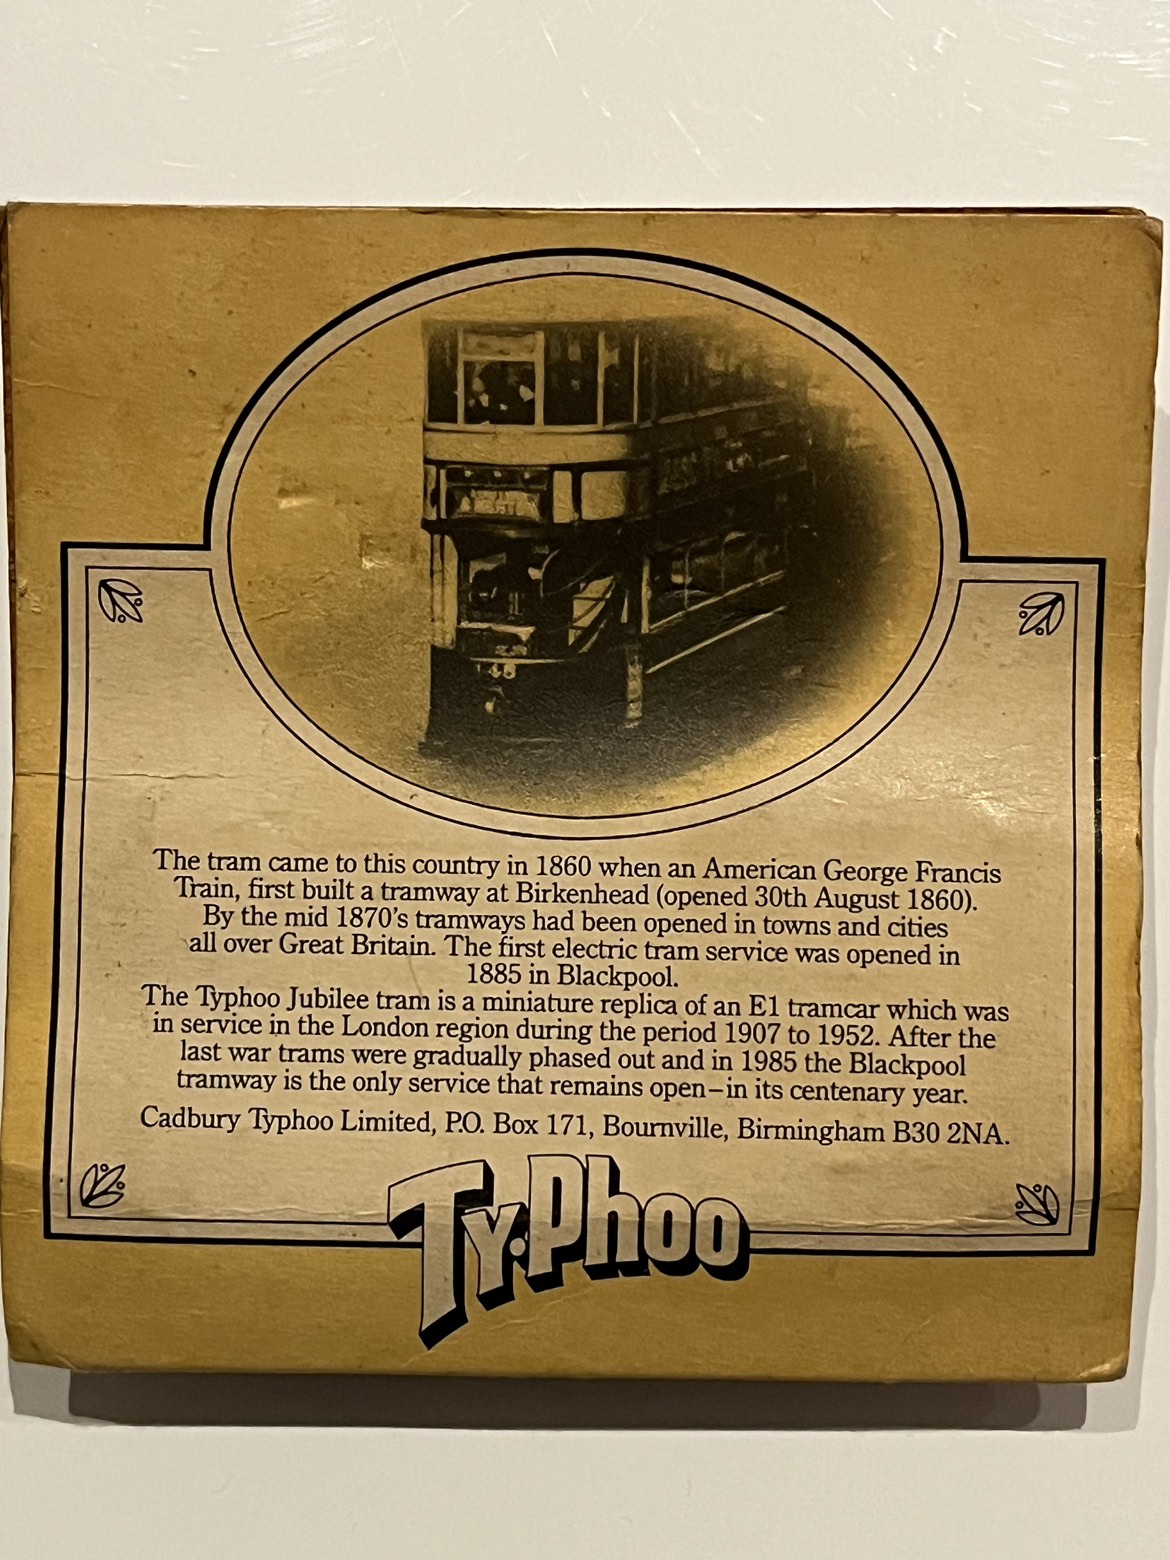 The tram came to this country in 1860 when an American George Francis
Train, first built a tramway at Birkenhead (opened 30th August 1860).
By the mid 1870's tramways had been opened in towns and cities
all over Great Britain. The first electric tram service was opened in
1885 in Blackpool.
The Typhoo Jubilee tram is a miniature replica of an E1 tramcar which was
in service in the London region during the period 1907 to 1952. After the
last war trams were gradually phased out and in 1985 the Blackpool
tramway is the only service that remains open–in its centenary year.
Cadbury Typhoo Limited, P.O. Box 171, Bournville, Birmingham B30 2NA.
Ty·Phoo